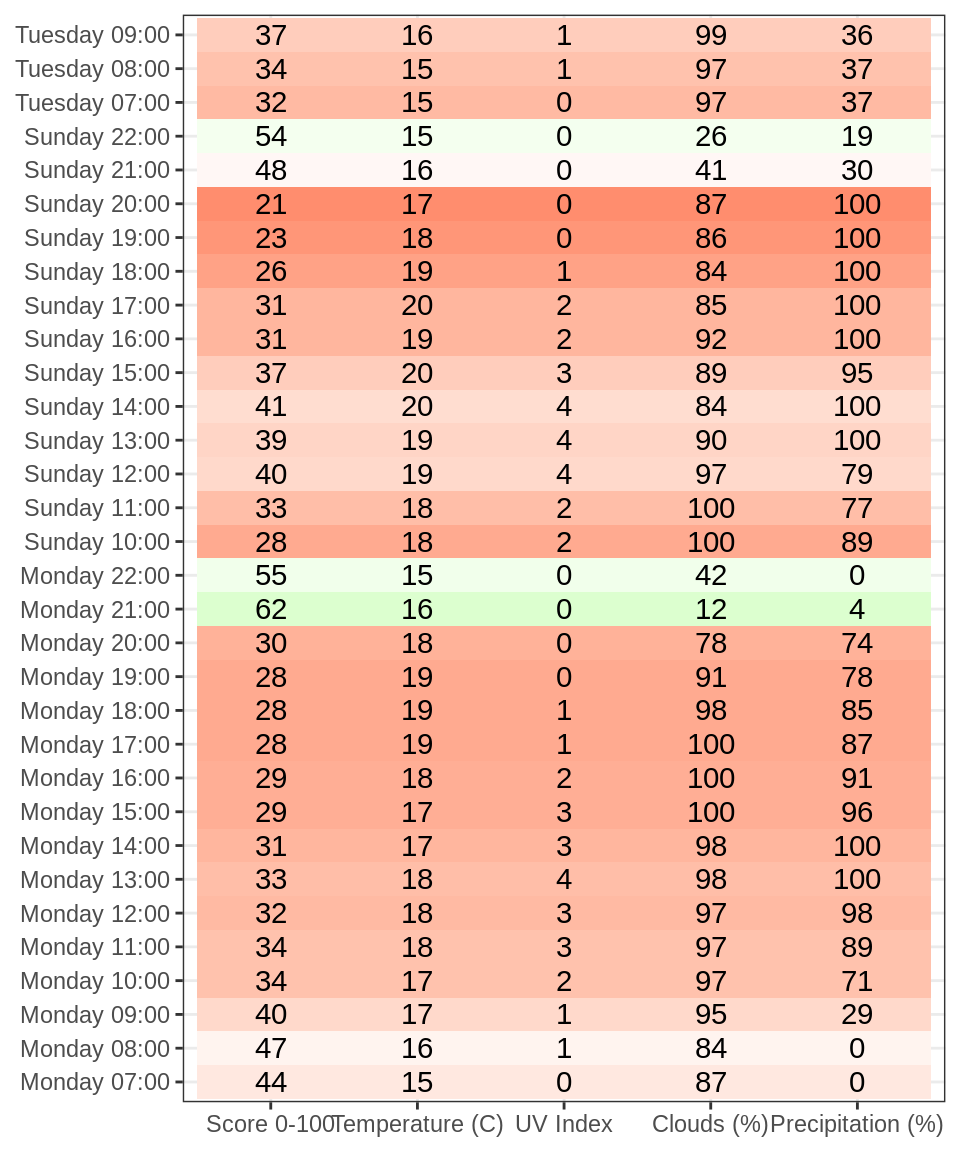 Tuesday 09:00 37 16 1 99 36
Tuesday 08:00 34 15 1 97 37
Tuesday 07:00 32 15 0 97 37
Sunday 22:00 54 15 0 26 19
Sunday 21:00 48 16 0 41 30
Sunday 20:00 21 17 0 87 100
Sunday 19:00 23 18 0 86 100
Sunday 18:00 26 19 1 84 100
Sunday 17:00 31 20 2 85 100
Sunday 16:00 31 19 2 92 100
Sunday 15:00 37 20 3 89 95
Sunday 14:00 41 20 4 84 100
Sunday 13:00 39 19 4 90 100
Sunday 12:00 40 19 4 97 79
Sunday 11:00 33 18 2 100 77
Sunday 10:00 28 18 2 100 89
Monday 22:00 55 15 0 42 0
Monday 21:00 62 16 0 12 4
Monday 20:00 30 18 0 78 74
Monday 19:00 28 19 0 91 78
Monday 18:00 28 19 1 98 85
Monday 17:00 28 19 1 100 87
Monday 16:00 29 18 2 100 91
Monday 15:00 29 17 3 100 96
Monday 14:00 31 17 3 98 100
Monday 13:00 33 18 4 98 100
Monday 12:00 32 18 3 97 98
Monday 11:00 34 18 3 97 89
Monday 10:00 34 17 2 97 71
Monday 09:00 40 17 1 95 29
Monday 08:00 47 16 1 84 0
Monday 07:00 44 15 0 87 0
Score 0-100 Temperature (C) UV Index Clouds (%) Precipitation (%)